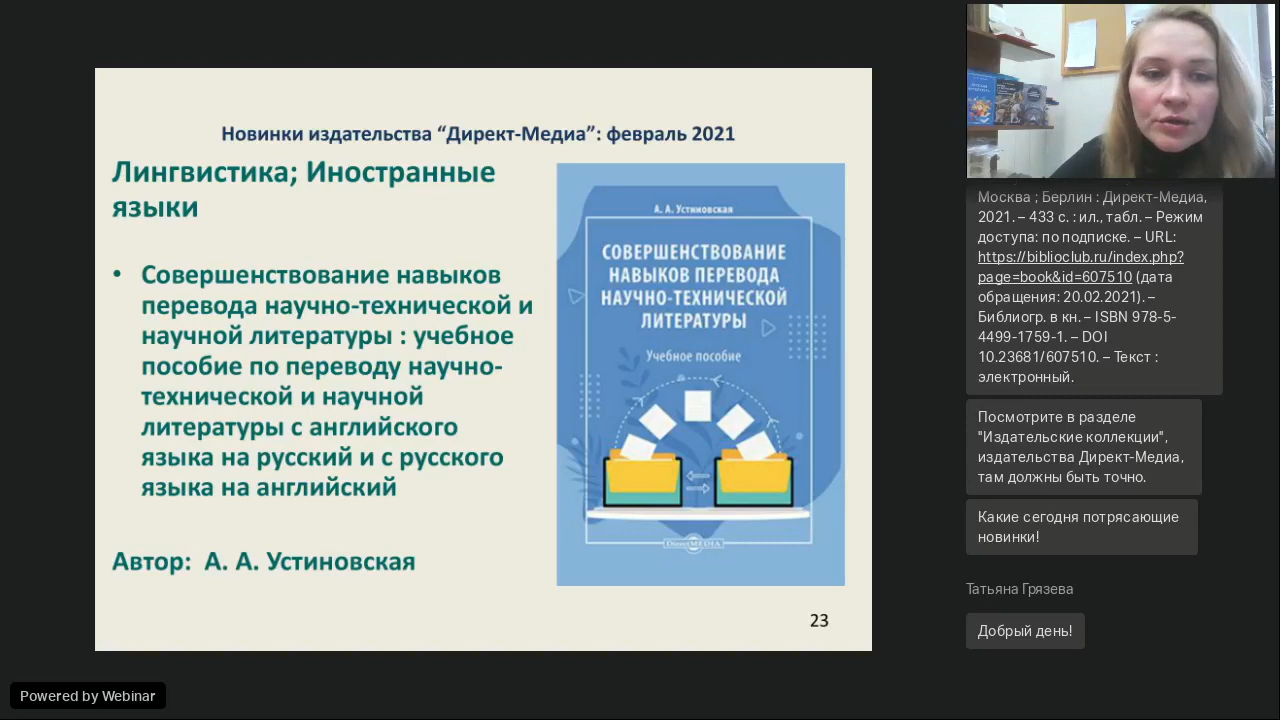 Новинки издательства “Директ-Медиа”: февраль 2021
Лингвистика; Иностранные
языки
• Совершенствование навыков
перевода научно-технической и
научной литературы : учебное
пособие по переводу научно-
технической и научной
литературы с английского
языка на русский и с русского
языка на английский
Автор: А. А. Устиновская
А. А. Устиновская
СОВЕРШЕНСТВОВАНИЕ
НАВЫКОВ ПЕРЕВОДА
НАУЧНО-ТЕХНИЧЕСКОЙ
ЛИТЕРАТУРЫ
Учебное пособие
DirectMEDIA
23
Москва ; Берлин : Директ-Медиа,
2021. – 433 с. : ил., табл. – Режим
доступа: по подписке. – URL:
https://biblioclub.ru/index.php?
page=book&id=607510 (дата
обращения: 20.02.2021). –
Библиогр. в кн. – ISBN 978-5-
4499-1759-1. – DOI
10.23681/607510. – Текст :
электронный.
Посмотрите в разделе
"Издательские коллекции",
издательства Директ-Медиа,
там должны быть точно.
Какие сегодня потрясающие
новинки!
Татьяна Грязева
Добрый день!
Powered by Webinar